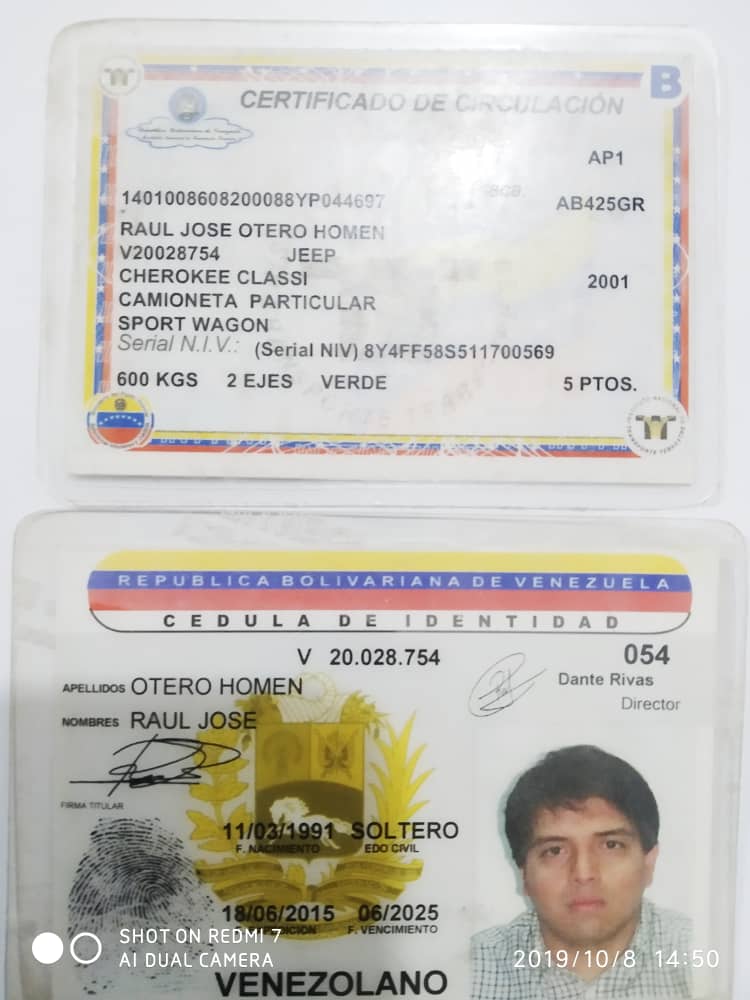 B
CERTIFICADO DE CIRCULACIÓN
AP1
1401008608200088YP044697
AB425GR
RAUL JOSE OTERO HOMEN
V20028754 JEEP
CHEROKEE CLASSI 2001
CAMIONETA PARTICULAR
SPORT WAGON
Serial N.I.V.: (Serial NIV) 8Y4FF58S511700569
600 KGS 2 EJES VERDE 5 PTOS.
REPUBLICA BOLIVARIANA DE VENEZUELA
CEDULA DE IDENTIDAD
V 20.028.754 054
Dante Rivas
Director
APELLIDOS OTERO HOMEN
NOMBRES RAUL JOSE
FIRMA TITULAR
11/03/1991 SOLTERO
F. NACIMIENTO EDO CIVIL
18/06/2015 06/2025
F. VENCIMIENTO
VENEZOLANO
SHOT ON REDMI 7
AI DUAL CAMERA
2019/10/8 14:50